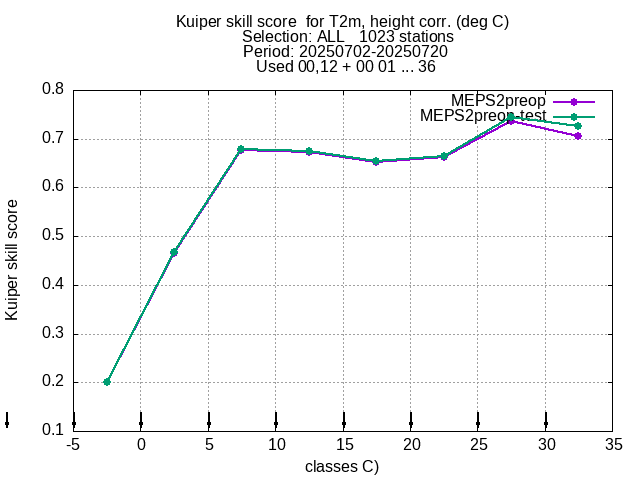 Kuiper skill score  for T2m, height corr. (deg C)
Selection: ALL   1023 stations
Period: 20250702-20250720
Used 00,12 + 00 01 ... 36
MEPS2preop
MEPS2preop-test
0.8
0.7
0.6
0.5
0.4
0.3
0.2
0.1
Kuiper skill score
-5 0 5 10 15 20 25 30 35
classes C)